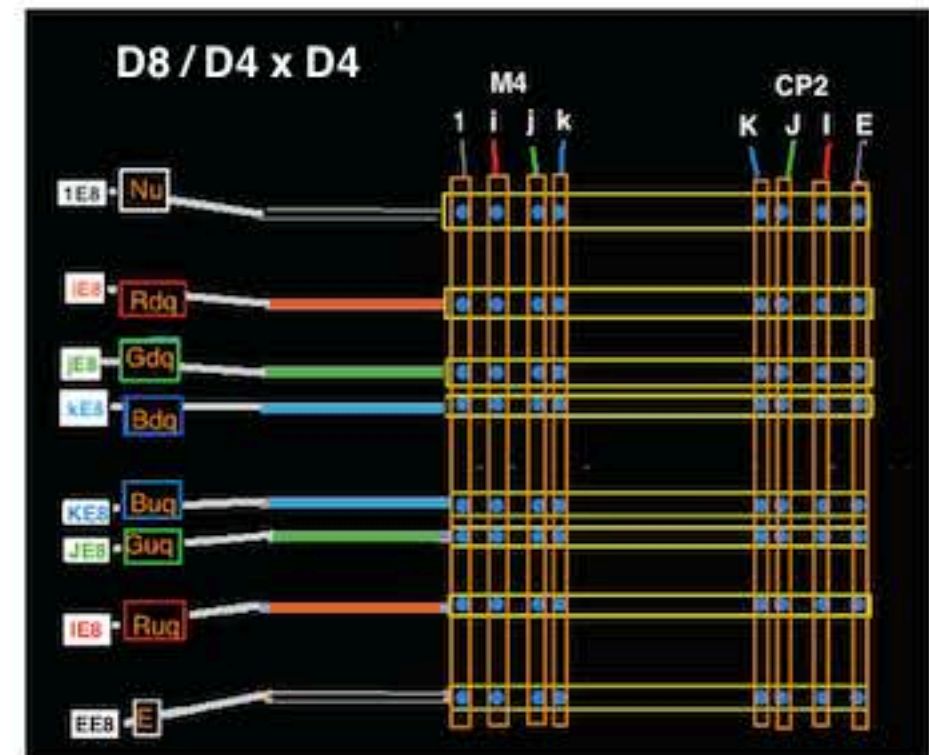 D8 / D4 x D4
M4 CP2
1 i j k K J I E
1E8 Nu
iE8 Rdq
jE8 Gdq
kE8 Bdq
KE8 Buq
JE8 Guq
IE8 Ruq
EE8 E